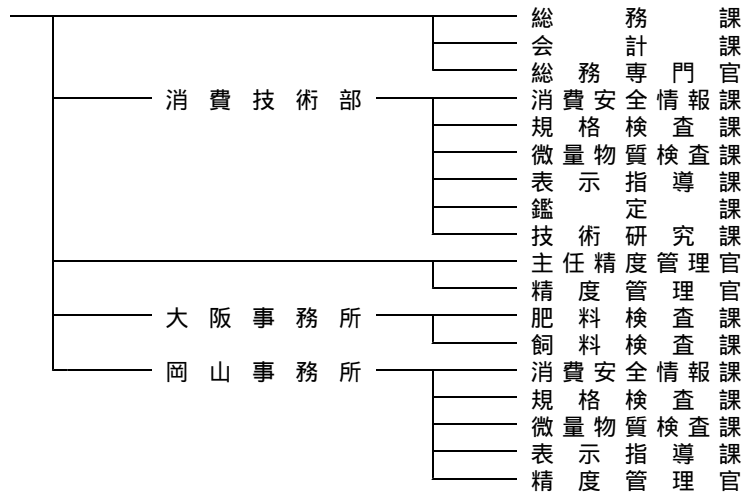 総務課
会計課
総務専門官
消費技術部 消費安全情報課
規格検査課
微量物質検査課
表示指導課
鑑定課
技術研究課
主任精度管理官
精度管理官
大阪事務所 肥料検査課
飼料検査課
岡山事務所 消費安全情報課
規格検査課
微量物質検査課
表示指導課
精度管理官